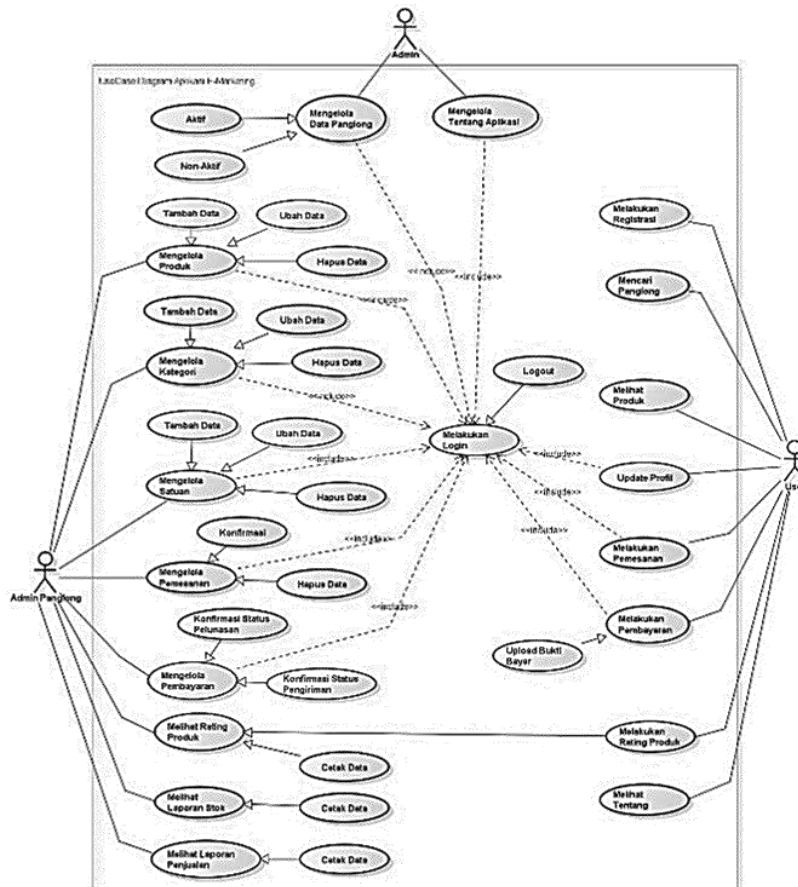 Admin
UseCase Diagram Aplikasi E-Marketing
Mengelola
Data Panglong
Mengelola
Tentang Aplikasi
Aktif
Non-Aktif
Tambah Data
Ubah Data
Mengelola
Produk
Hapus Data
<<include>>
<<include>>
<<include>>
Melakukan
Registrasi
Mencari
Panglong
Tambah Data
Ubah Data
Mengelola
Kategori
Hapus Data
<<include>>
Logout
Melihat
Produk
Tambah Data
Ubah Data
Melakukan
Login
<<include>>
<<include>>
Mengelola
Satuan
Hapus Data
Update Profil
Use
<<include>>
Konfirmasi
<<include>>
<<include>>
Melakukan
Pemesanan
Admin Panglong
Mengelola
Pemesanan
Hapus Data
<<include>>
Konfirmasi Status
Pelunasan
Melakukan
Pembayaran
Upload Bukti
Bayar
Mengelola
Pembayaran
Konfirmasi Status
Pengiriman
Melihat Rating
Produk
Melakukan
Rating Produk
Cetak Data
Melihat
Laporan Stok
Cetak Data
Melihat
Tentang
Melihat Laporan
Penjualan
Cetak Data